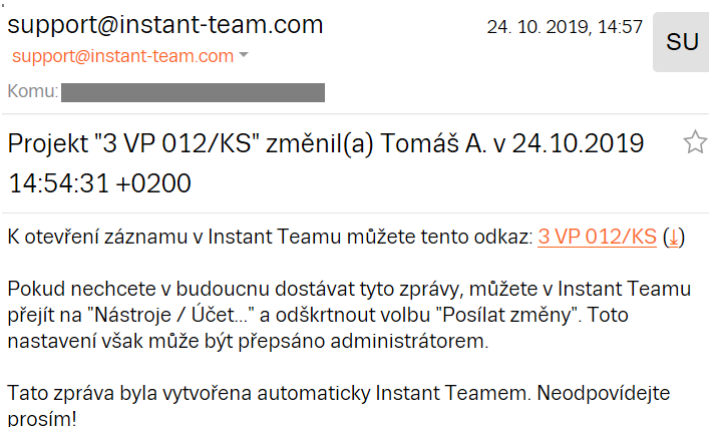 support@instant-team.com
24. 10. 2019, 14:57
SU
support@instant-team.com
Komu:
Projekt "3 VP 012/KS" změnil(a) Tomáš A. v 24.10.2019
14:54:31 +0200
K otevření záznamu v Instant Teamu můžete tento odkaz: 3 VP 012/KS (↓)
Pokud nechcete v budoucnu dostávat tyto zprávy, můžete v Instant Teamu
přejít na "Nástroje / Účet..." a odškrtnout volbu "Posílat změny". Toto
nastavení však může být přepsáno administrátorem.
Tato zpráva byla vytvořena automaticky Instant Teamem. Neodpovídejte
prosím!